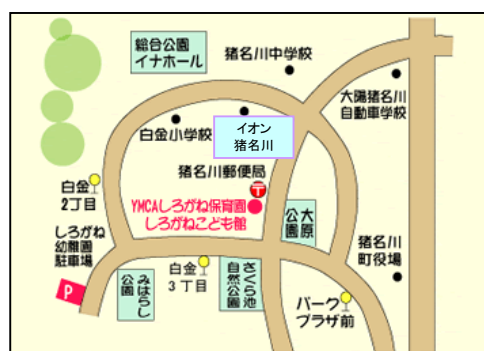 総合公園
イナホール
猪名川中学校
大陽猪名川
自動車学校
白金小学校
イオン
猪名川
猪名川郵便局
〒
白金
2丁目
YMCAしろがね保育園
しろがねこども館
大原
公園
しろがね
幼稚園
駐車場
P
みはらし
公園
白金
3丁目
さくら池
自然公園
猪名川
町役場
パーク
プラザ前